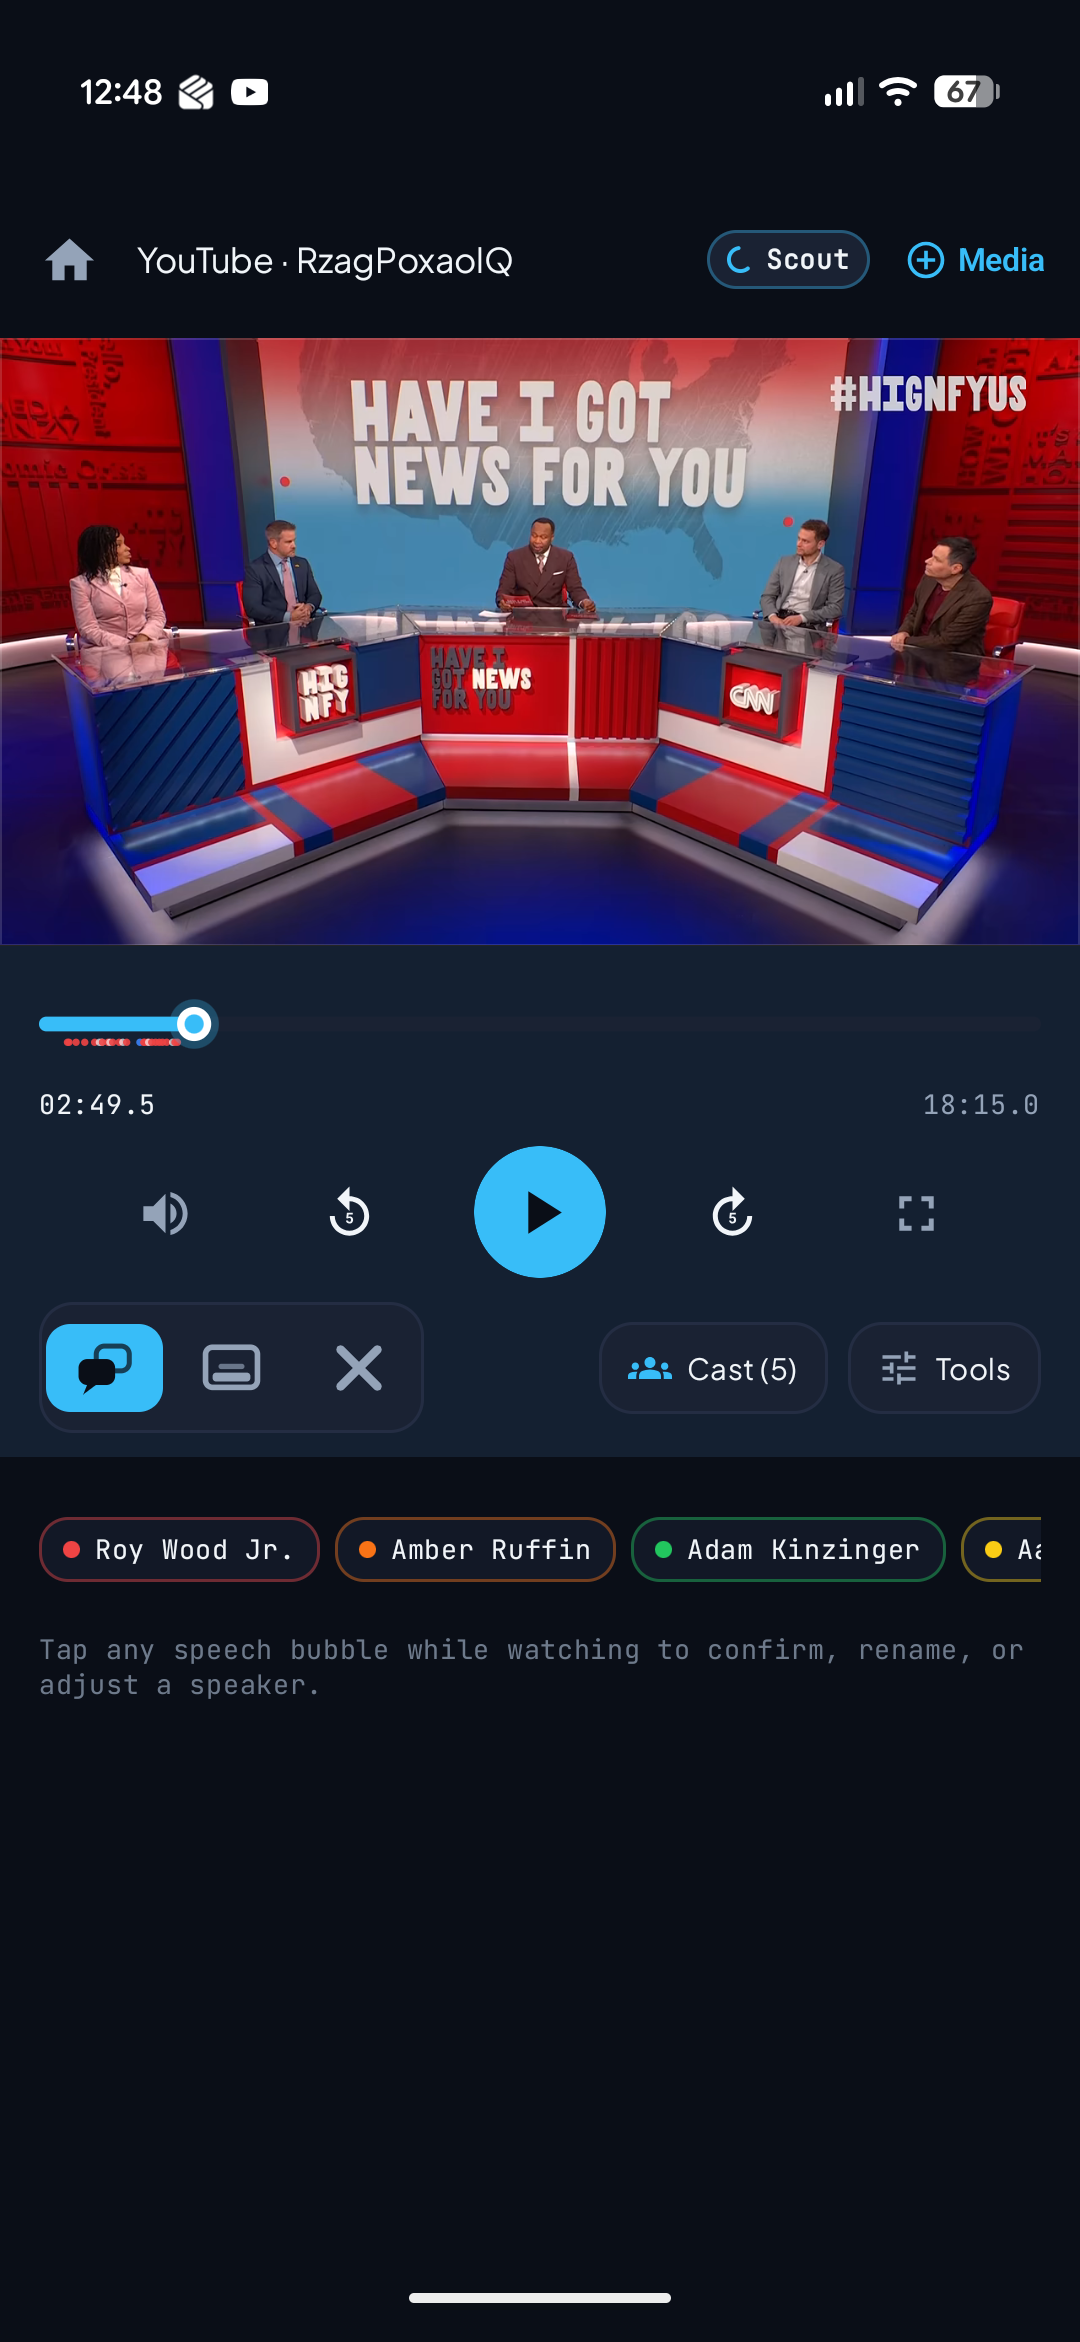 12:48
67
YouTube · RzagPoxaolQ
Scout
Media
HAVE I GOT
NEWS FOR YOU
#HIGNFYUS
HIG
NFY
HAVE I
GOT NEWS
FOR YOU
CNN
02:49.5
18:15.0
5
5
Cast (5)
Tools
Roy Wood Jr.
Amber Ruffin
Adam Kinzinger
Tap any speech bubble while watching to confirm, rename, or
adjust a speaker.